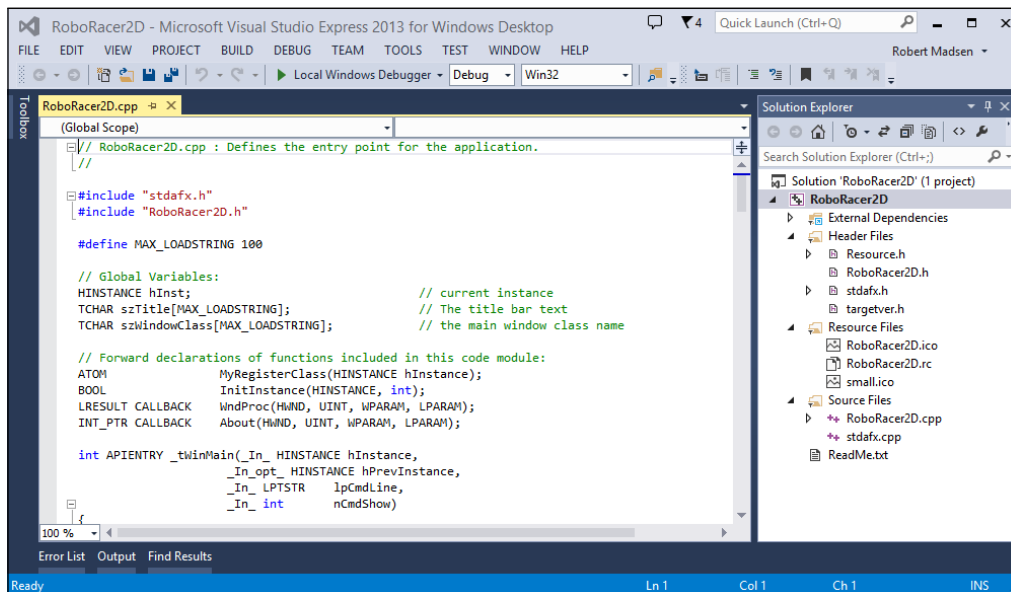 RoboRacer2D - Microsoft Visual Studio Express 2013 for Windows Desktop
4
Quick Launch (Ctrl+Q)
FILE EDIT VIEW PROJECT BUILD DEBUG TEAM TOOLS TEST WINDOW HELP
Robert Madsen
Local Windows Debugger Debug Win32
Toolbox
RoboRacer2D.cpp
(Global Scope)
// RoboRacer2D.cpp : Defines the entry point for the application.
//
#include "stdafx.h"
#include "RoboRacer2D.h"
#define MAX_LOADSTRING 100
// Global Variables:
HINSTANCE hInst; // current instance
TCHAR szTitle[MAX_LOADSTRING]; // The title bar text
TCHAR szWindowClass[MAX_LOADSTRING]; // the main window class name
// Forward declarations of functions included in this code module:
ATOM MyRegisterClass(HINSTANCE hInstance);
BOOL InitInstance(HINSTANCE, int);
LRESULT CALLBACK WndProc(HWND, UINT, WPARAM, LPARAM);
INT_PTR CALLBACK About(HWND, UINT, WPARAM, LPARAM);
int APIENTRY _tWinMain(_In_ HINSTANCE hInstance,
_In_opt_ HINSTANCE hPrevInstance,
_In_ LPTSTR lpCmdLine,
_In_ int nCmdShow)
{
100 %
Solution Explorer
Search Solution Explorer (Ctrl+;)
Solution 'RoboRacer2D' (1 project)
RoboRacer2D
External Dependencies
Header Files
Resource.h
RoboRacer2D.h
stdafx.h
targetver.h
Resource Files
RoboRacer2D.ico
RoboRacer2D.rc
small.ico
Source Files
RoboRacer2D.cpp
stdafx.cpp
ReadMe.txt
Error List Output Find Results
Ready Ln 1 Col 1 Ch 1 INS